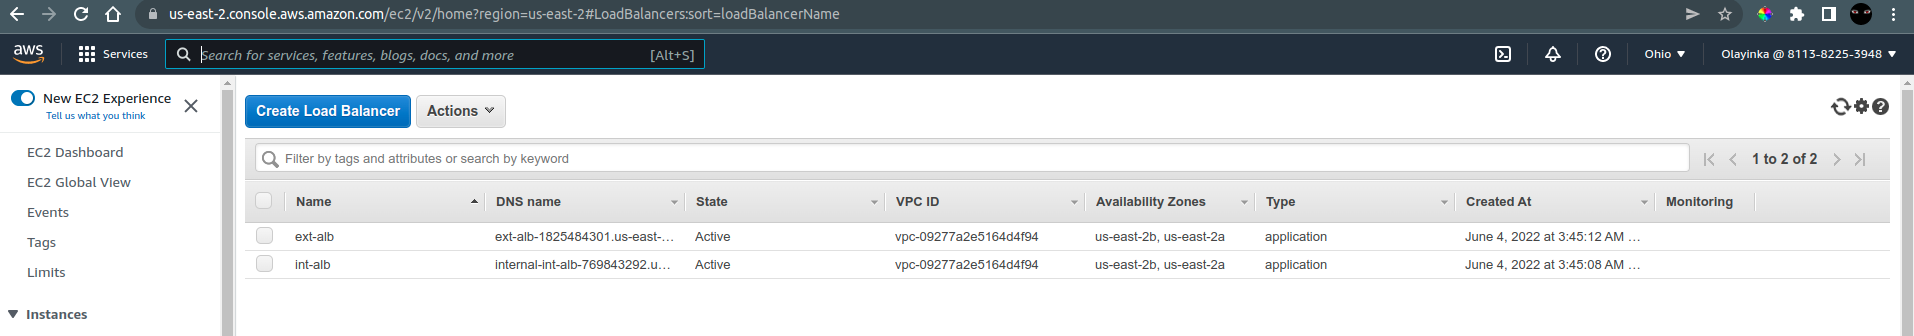 us-east-2.console.aws.amazon.com/ec2/v2/home?region=us-east-2#LoadBalancers:sort=loadBalancerName
aws Services Search for services, features, blogs, docs, and more [Alt+S] Ohio Olayinka @ 8113-8225-3948
New EC2 Experience
Tell us what you think
EC2 Dashboard
EC2 Global View
Events
Tags
Limits
Instances
Create Load Balancer Actions
Filter by tags and attributes or search by keyword 1 to 2 of 2
Name DNS name State VPC ID Availability Zones Type Created At Monitoring
ext-alb ext-alb-1825484301.us-east-... Active vpc-09277a2e5164d4f94 us-east-2b, us-east-2a application June 4, 2022 at 3:45:12 AM ...
int-alb internal-int-alb-769843292.u... Active vpc-09277a2e5164d4f94 us-east-2b, us-east-2a application June 4, 2022 at 3:45:08 AM ...